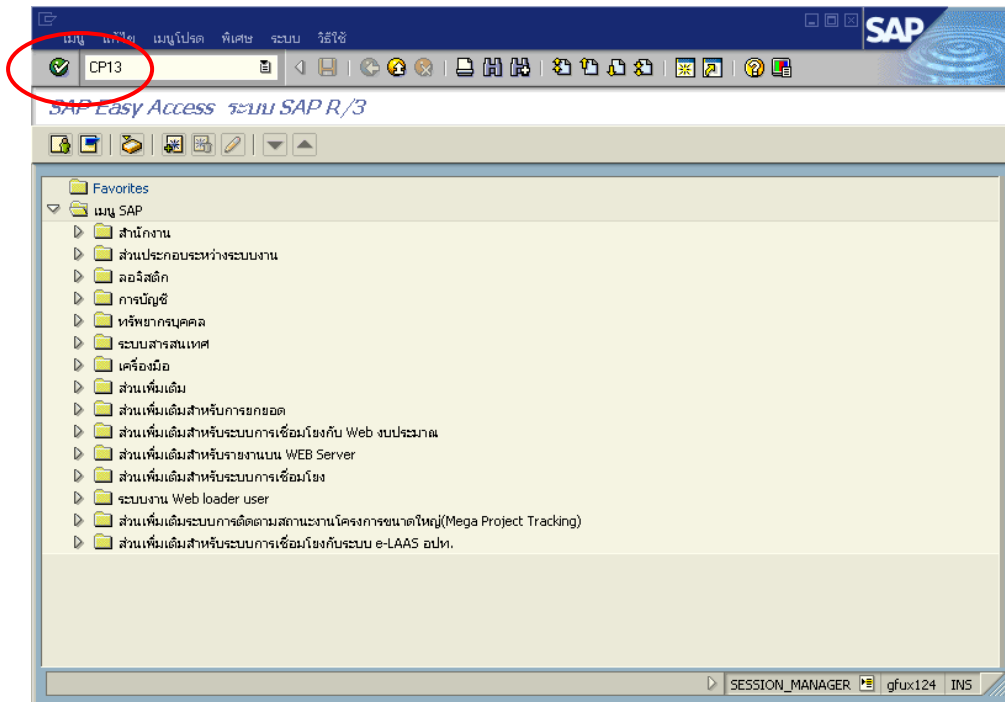 เมนู แก้ไข เมนูโปรด พิเศษ ระบบ วิธีใช้
SAP
CP13
SAP Easy Access ระบบ SAP R/3
Favorites
เมนู SAP
สำนักงาน
ส่วนประกอบระหว่างระบบงาน
ลอจิสติก
การบัญชี
ทรัพยากรบุคคล
ระบบสารสนเทศ
เครื่องมือ
ส่วนเพิ่มเติม
ส่วนเพิ่มเติมสำหรับการยกยอด
ส่วนเพิ่มเติมสำหรับระบบการเชื่อมโยงกับ Web งบประมาณ
ส่วนเพิ่มเติมสำหรับรายงานบน WEB Server
ส่วนเพิ่มเติมสำหรับระบบการเชื่อมโยง
ระบบงาน Web loader user
ส่วนเพิ่มเติมระบบการติดตามสถานะงานโครงการขนาดใหญ่(Mega Project Tracking)
ส่วนเพิ่มเติมสำหรับระบบการเชื่อมโยงกับระบบ e-LAAS อปท.
SESSION_MANAGER gfux124 INS